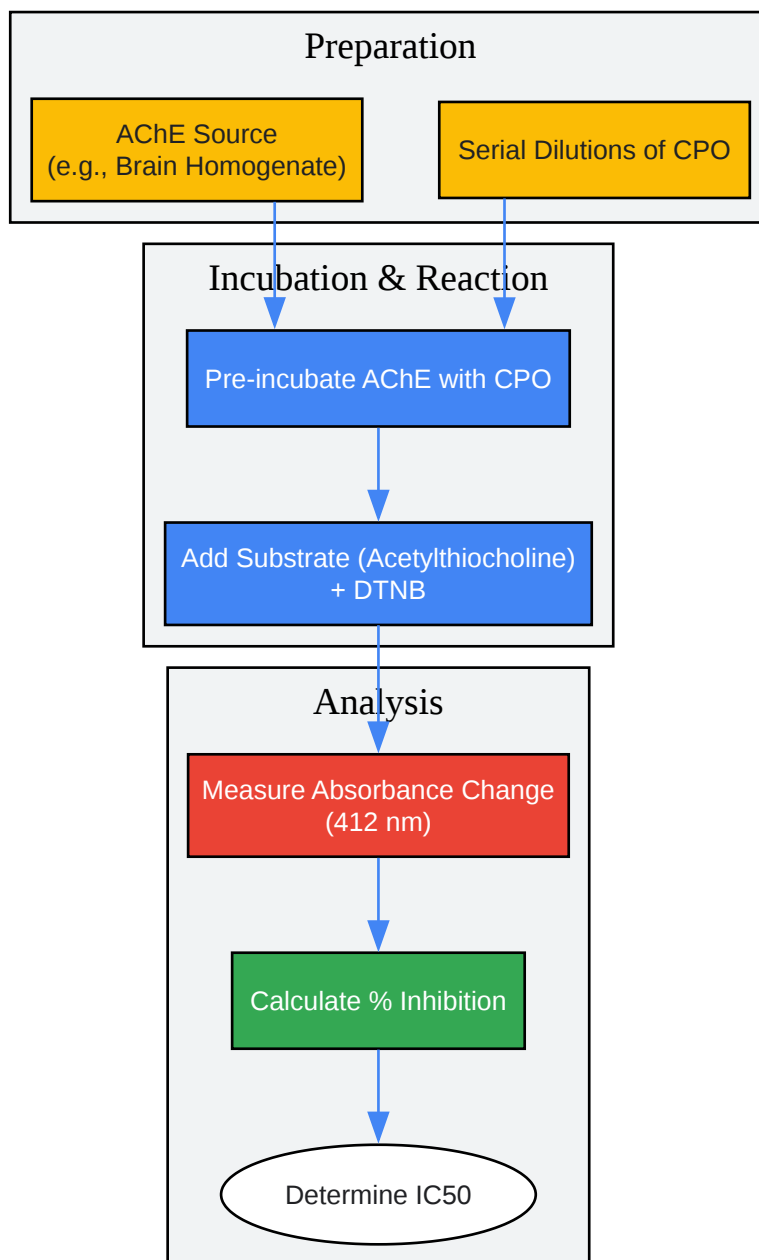 Preparation
AChE Source
(e.g., Brain Homogenate)
Serial Dilutions of CPO
Incubation & Reaction
Pre-incubate AChE with CPO
Add Substrate (Acetylthiocholine)
+ DTNB
Analysis
Measure Absorbance Change
(412 nm)
Calculate % Inhibition
Determine IC50